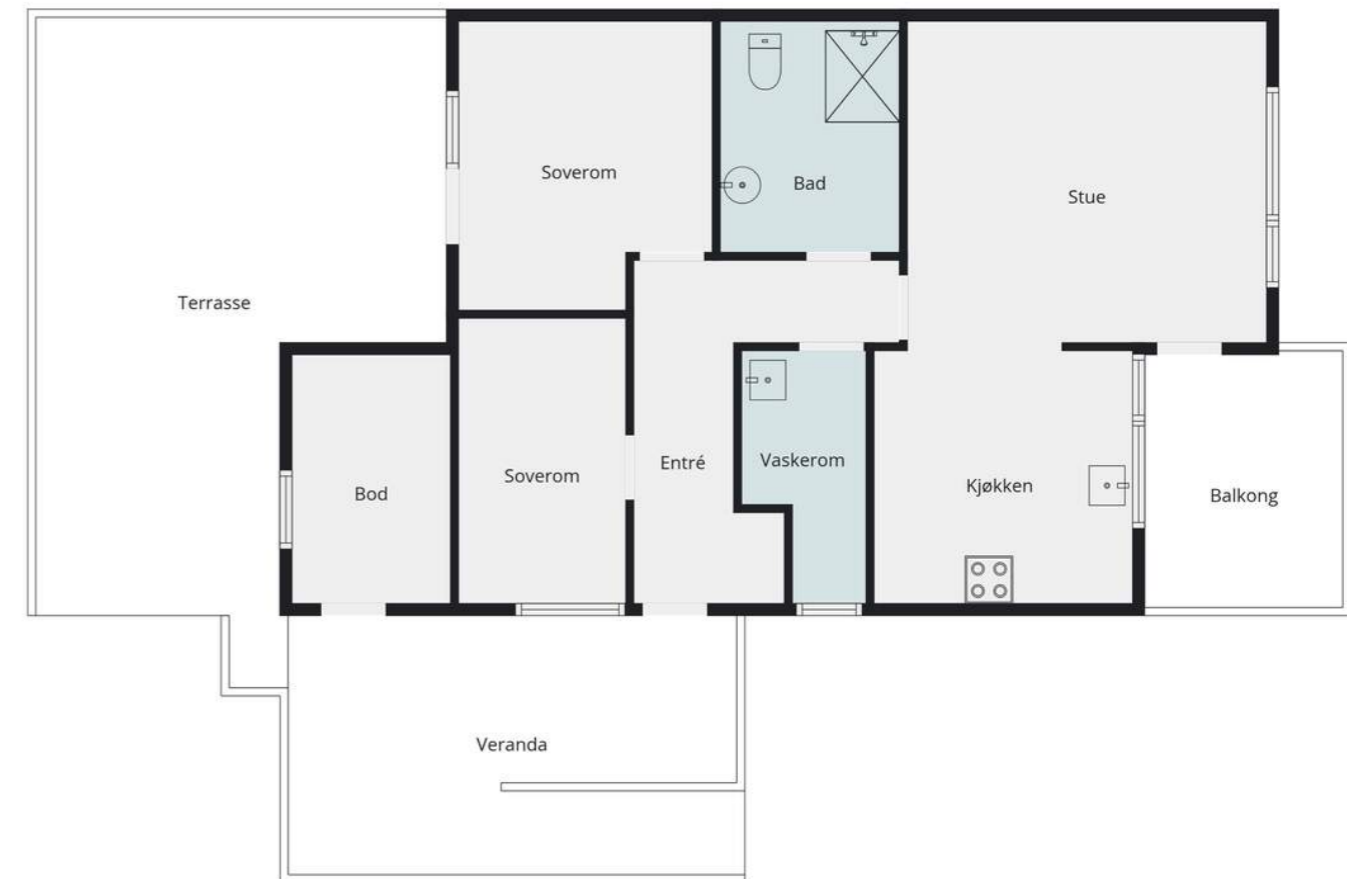 Soverom
Bad
Stue
Terrasse
Bod
Soverom
Entré
Vaskerom
Kjøkken
Balkong
Veranda